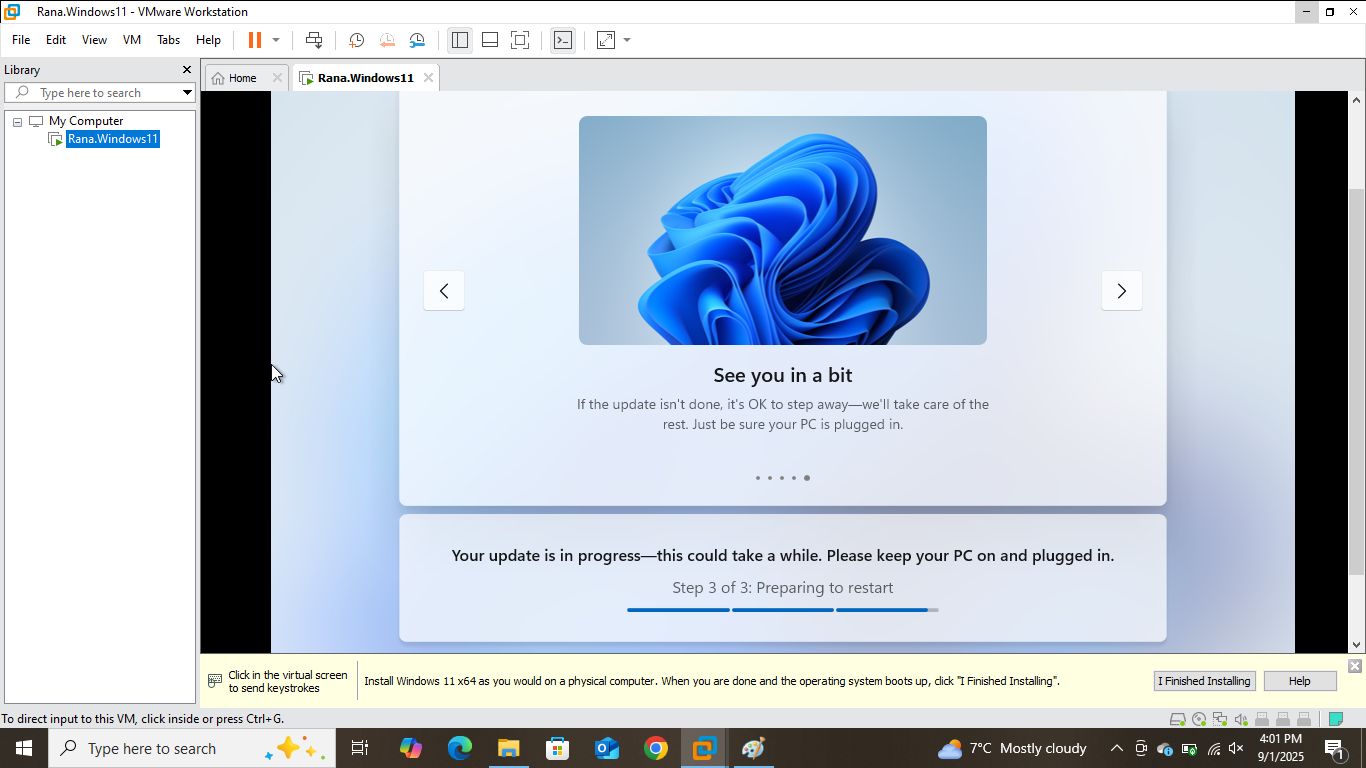 Rana.Windows11 - VMware Workstation
File Edit View VM Tabs Help
Library
Home
Rana.Windows11
Type here to search
My Computer
Rana.Windows11
See you in a bit
If the update isn't done, it's OK to step away—we'll take care of the
rest. Just be sure your PC is plugged in.
Your update is in progress—this could take a while. Please keep your PC on and plugged in.
Step 3 of 3: Preparing to restart
Click in the virtual screen
to send keystrokes
Install Windows 11 x64 as you would on a physical computer. When you are done and the operating system boots up, click "I Finished Installing".
I Finished Installing
Help
To direct input to this VM, click inside or press Ctrl+G.
Type here to search
7°C Mostly cloudy
4:01 PM
9/1/2025
1